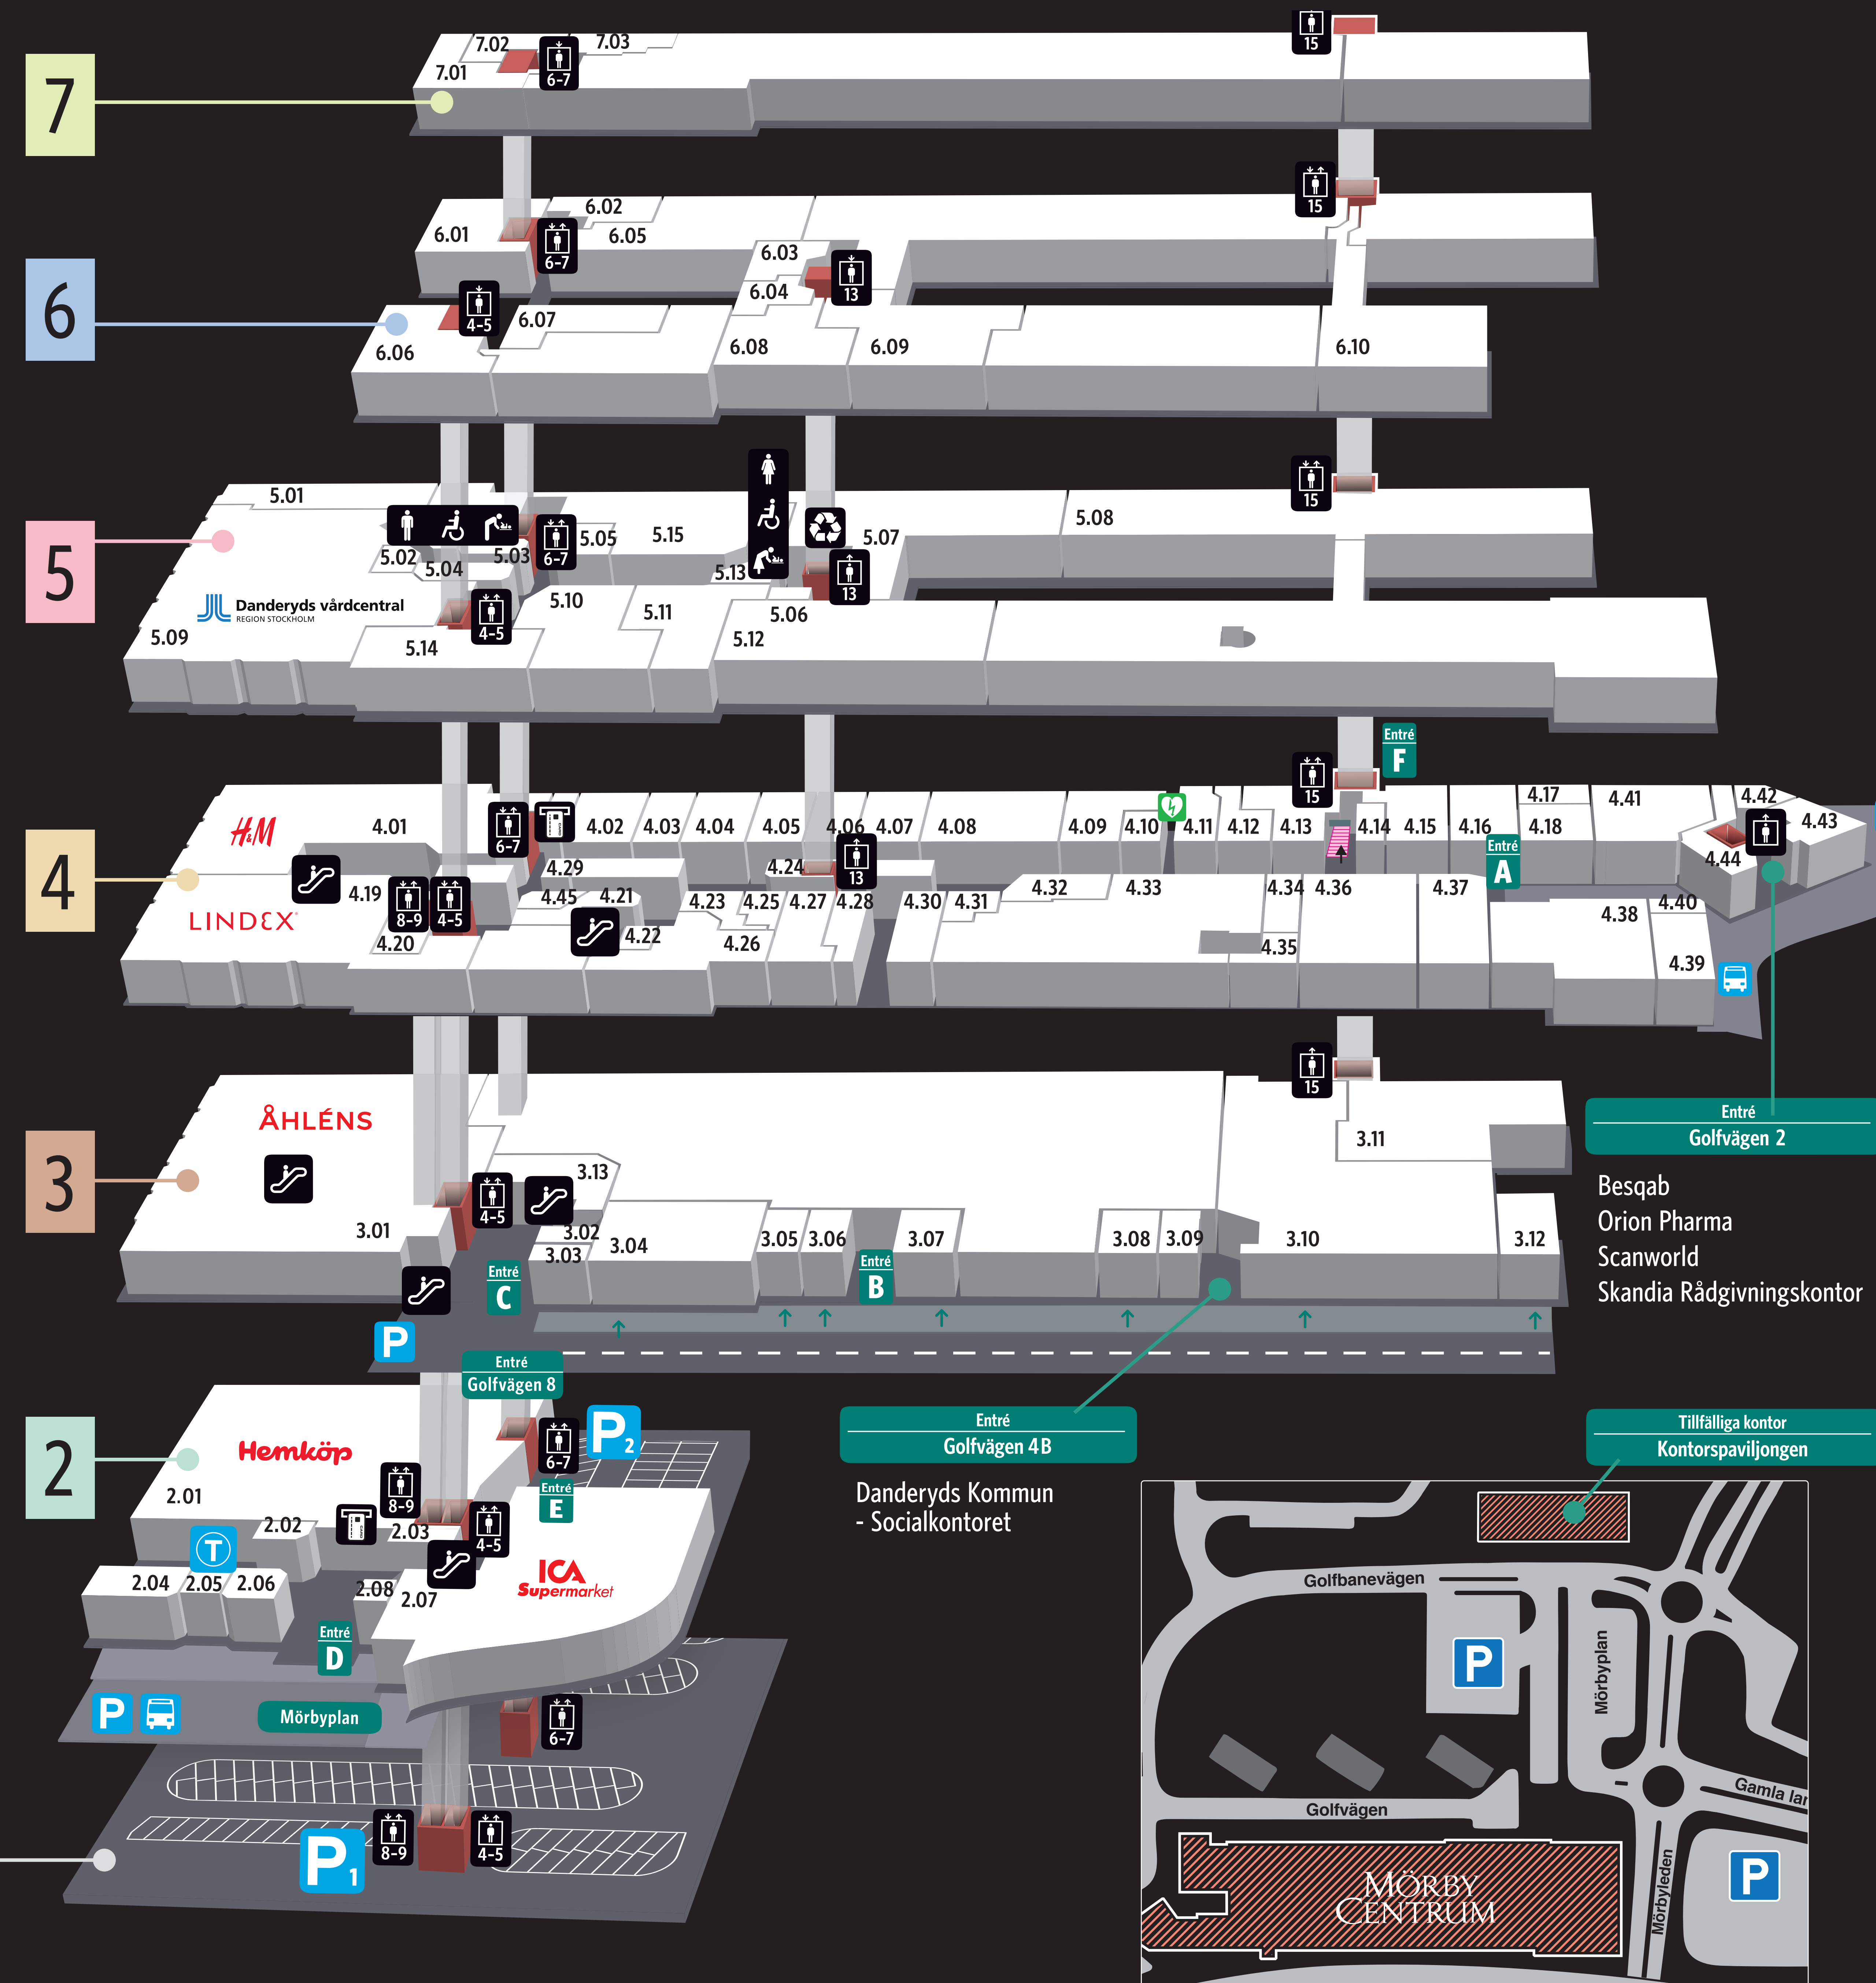 7
7.02
7.03
7.01
6-7
15
6
6.02
6.01
6.05
6-7
15
6.03
6.04
13
4-5
6.07
6.06
6.08
6.09
6.10
5
5.01
5.02
5.03
5.04
6-7
5.05
5.15
5.13
5.07
5.08
15
13
Danderyds vårdcentral
REGION STOCKHOLM
5.09
4-5
5.14
5.10
5.11
5.12
5.06
4
H&M
4.01
6-7
4.02
4.03
4.04
4.05
4.06
4.07
4.08
4.09
4.10
4.11
4.12
4.13
4.14
4.15
4.16
4.17
4.18
4.41
4.42
4.43
4.44
15
Entré
F
Entré
A
13
LINDEX
4.19
4.20
8-9
4-5
4.29
4.45
4.21
4.22
4.23
4.24
4.25
4.26
4.27
4.28
4.30
4.31
4.32
4.33
4.34
4.35
4.36
4.37
4.38
4.40
4.39
3
ÅHLÉNS
3.01
4-5
3.13
3.02
3.03
3.04
3.05
3.06
3.07
3.08
3.09
3.10
3.11
3.12
15
Entré
C
Entré
B
P
Entré
Golfvägen 2
Besqab
Orion Pharma
Scanworld
Skandia Rådgivningskontor
Entré
Golfvägen 8
Entré
Golfvägen 4B
Danderyds Kommun
- Socialkontoret
2
Hemköp
2.01
2.02
2.03
8-9
4-5
6-7
P2
Entré
E
T
2.04
2.05
2.06
2.08
2.07
ICA
Supermarket
Entré
D
P
Mörbyplan
6-7
P1
8-9
4-5
Tillfälliga kontor
Kontorspaviljongen
Golfbanevägen
P
Mörbyplan
Golfvägen
Gamla lan
Mörbyleden
P
MÖRBY
CENTRUM